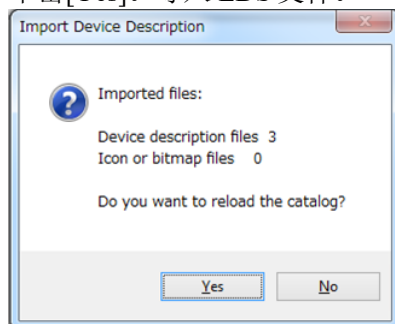 Import Device Description
Imported files:
Device description files 3
Icon or bitmap files 0
Do you want to reload the catalog?
Yes
No